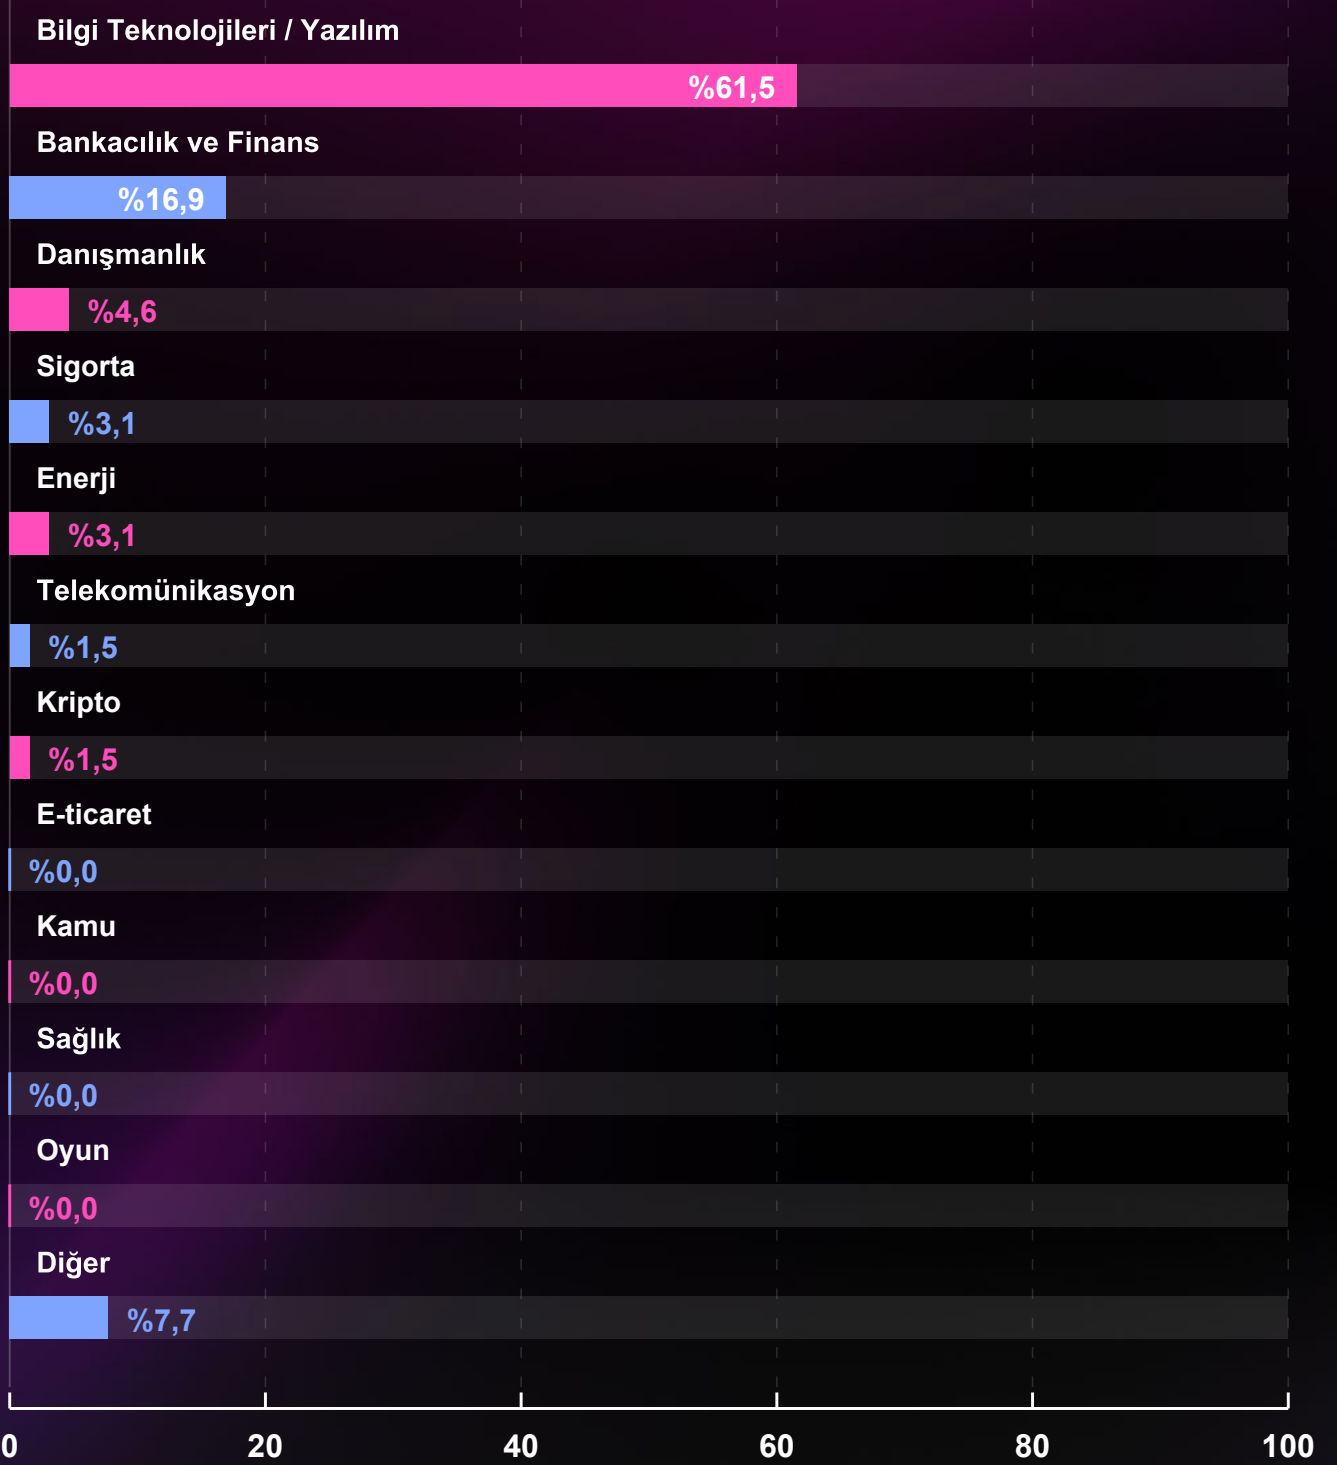 Bilgi Teknolojileri / Yazılım
%61,5
Bankacılık ve Finans
%16,9
Danışmanlık
%4,6
Sigorta
%3,1
Enerji
%3,1
Telekomünikasyon
%1,5
Kripto
%1,5
E-ticaret
%0,0
Kamu
%0,0
Sağlık
%0,0
Oyun
%0,0
Diğer
%7,7
0 20 40 60 80 100